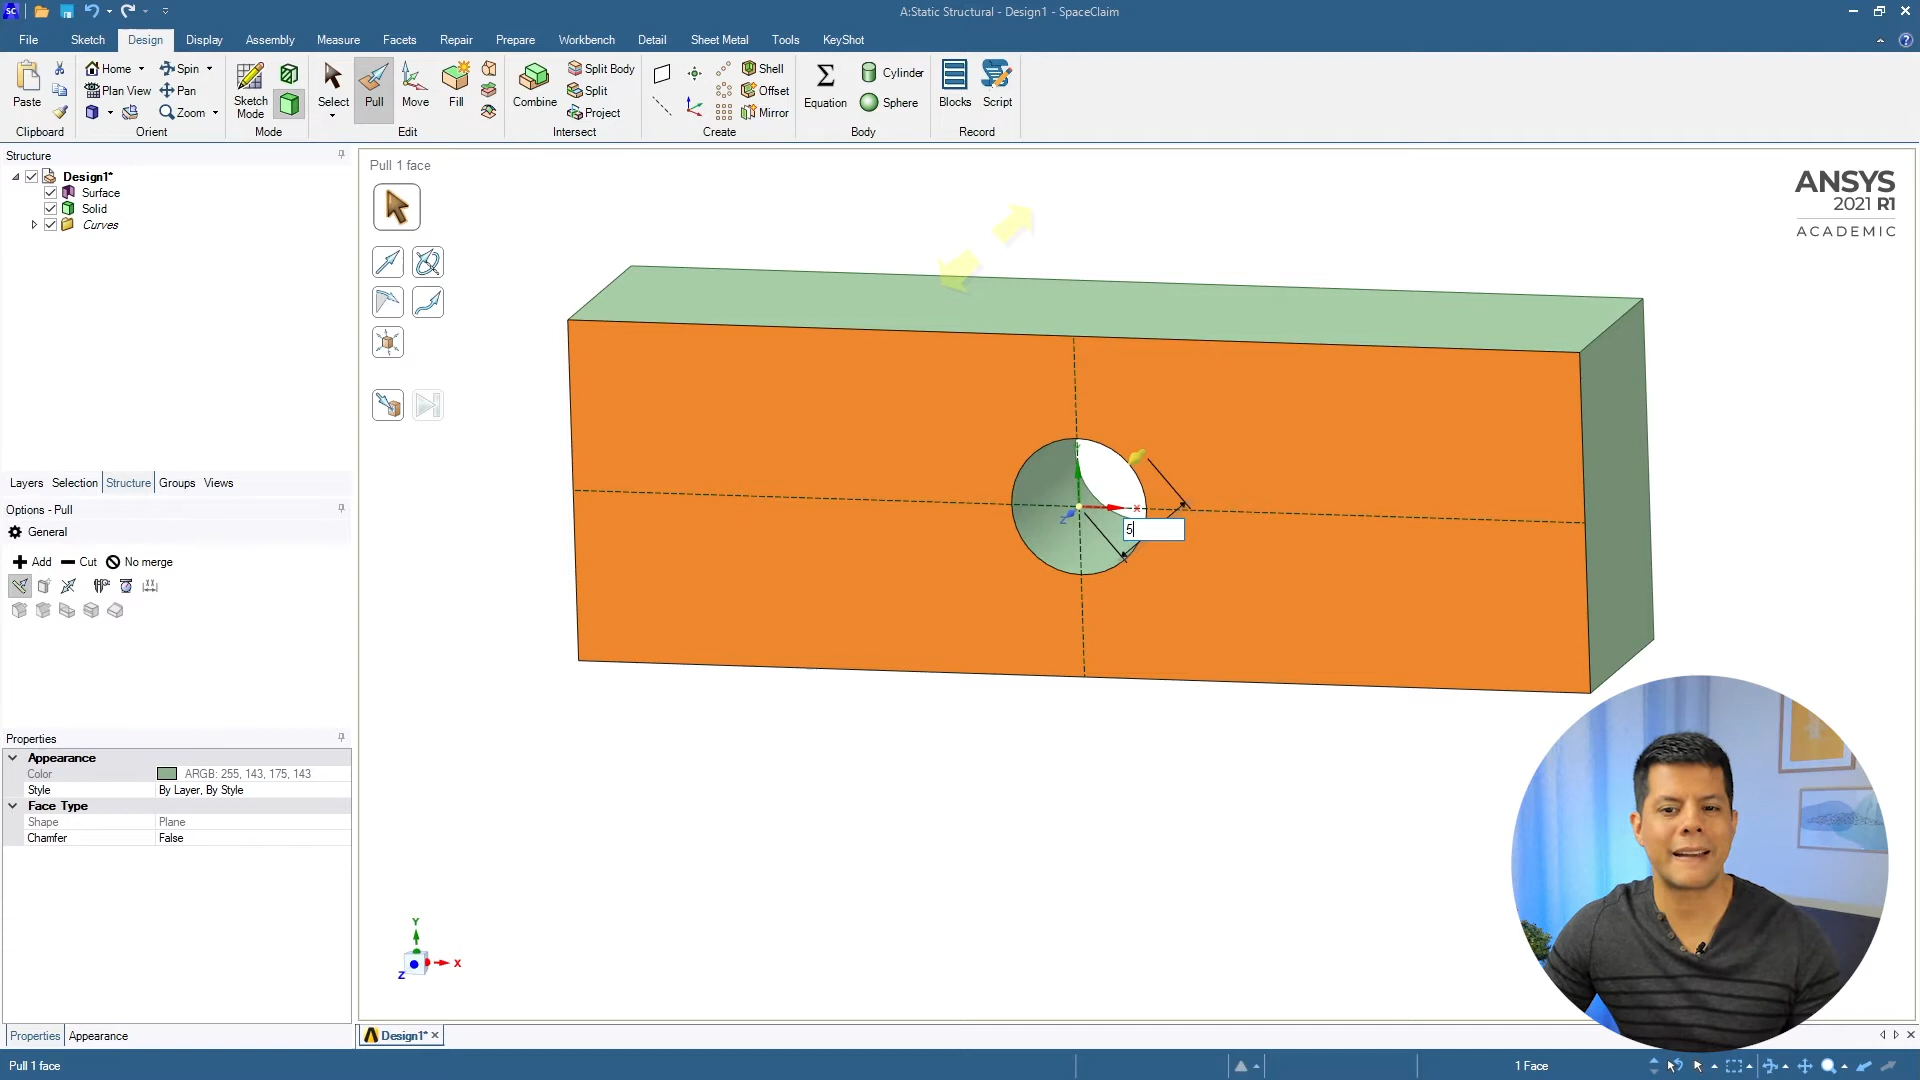 SC
A:Static Structural - Design1 - SpaceClaim
File Sketch Design Display Assembly Measure Facets Repair Prepare Workbench Detail Sheet Metal Tools KeyShot
Paste
Clipboard
Home Spin
Plan View Pan
Zoom
Orient
Sketch Mode
Mode
Select Pull Move Fill
Edit
Combine
Split Body
Split
Project
Intersect
Shell
Offset
Mirror
Create
Equation
Cylinder
Sphere
Body
Blocks Script
Record
Structure
Design1*
Surface
Solid
Curves
Layers Selection Structure Groups Views
Options - Pull
General
Add Cut No merge
Properties
Appearance
Color ARGB: 255, 143, 175, 143
Style By Layer, By Style
Face Type
Shape Plane
Chamfer False
Properties Appearance
Pull 1 face
ANSYS
2021 R1
ACADEMIC
X
Z
5
Y
X
Z
Design1*
Pull 1 face
1 Face